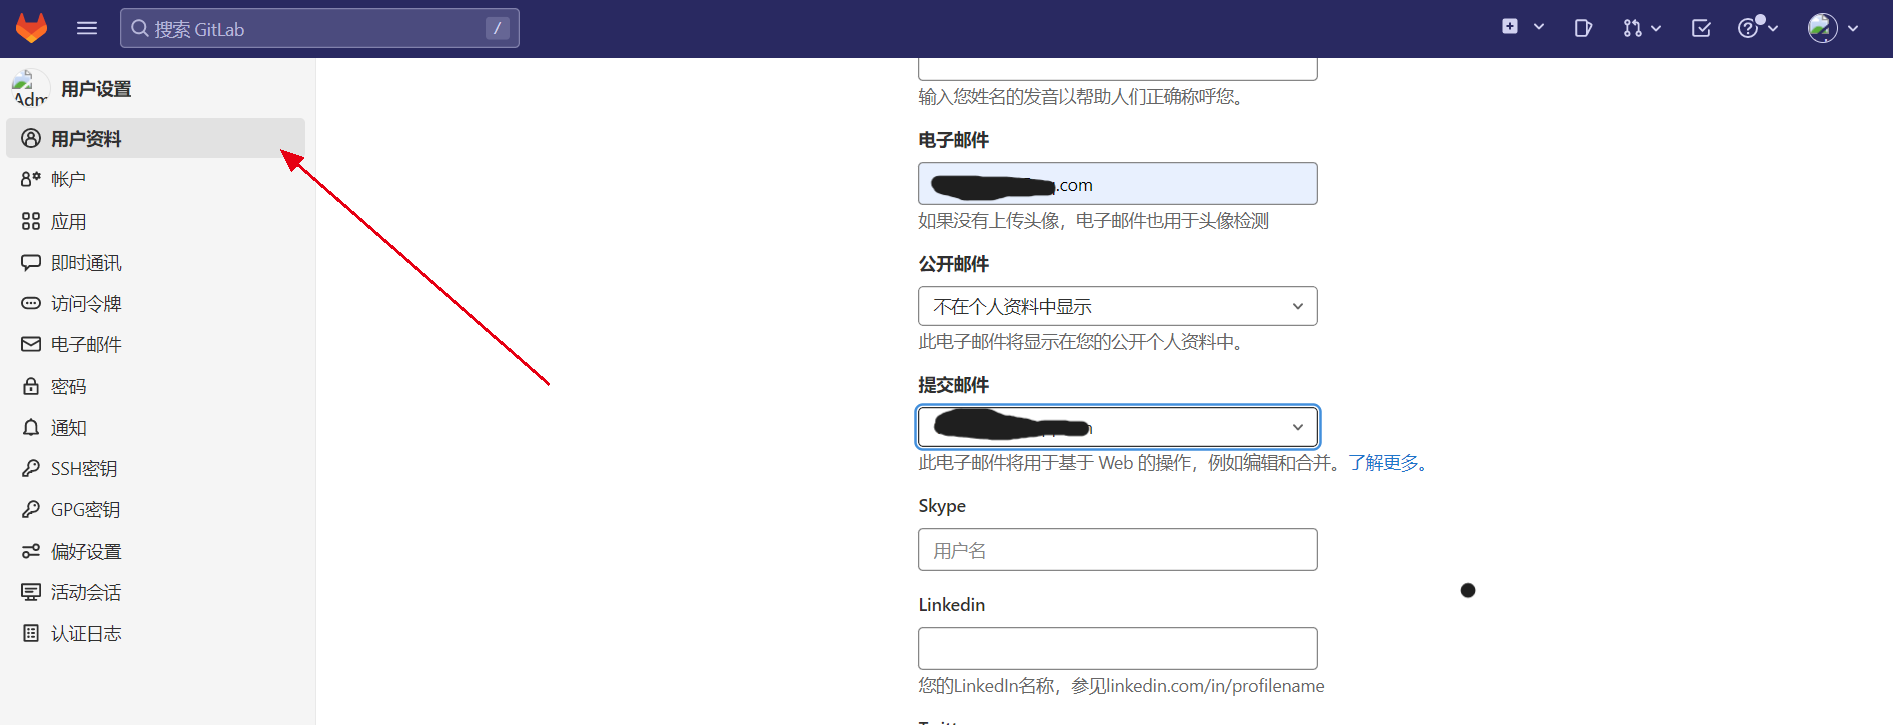 搜索 GitLab
/
Adm
用户设置
用户资料
帐户
应用
即时通讯
访问令牌
电子邮件
密码
通知
SSH密钥
GPG密钥
偏好设置
活动会话
认证日志
输入您姓名的发音以帮助人们正确称呼您。
电子邮件
.com
如果没有上传头像，电子邮件也用于头像检测
公开邮件
不在个人资料中显示
此电子邮件将显示在您的公开个人资料中。
提交邮件
此电子邮件将用于基于 Web 的操作，例如编辑和合并。了解更多。
Skype
用户名
Linkedin
您的LinkedIn名称，参见linkedin.com/in/profilename